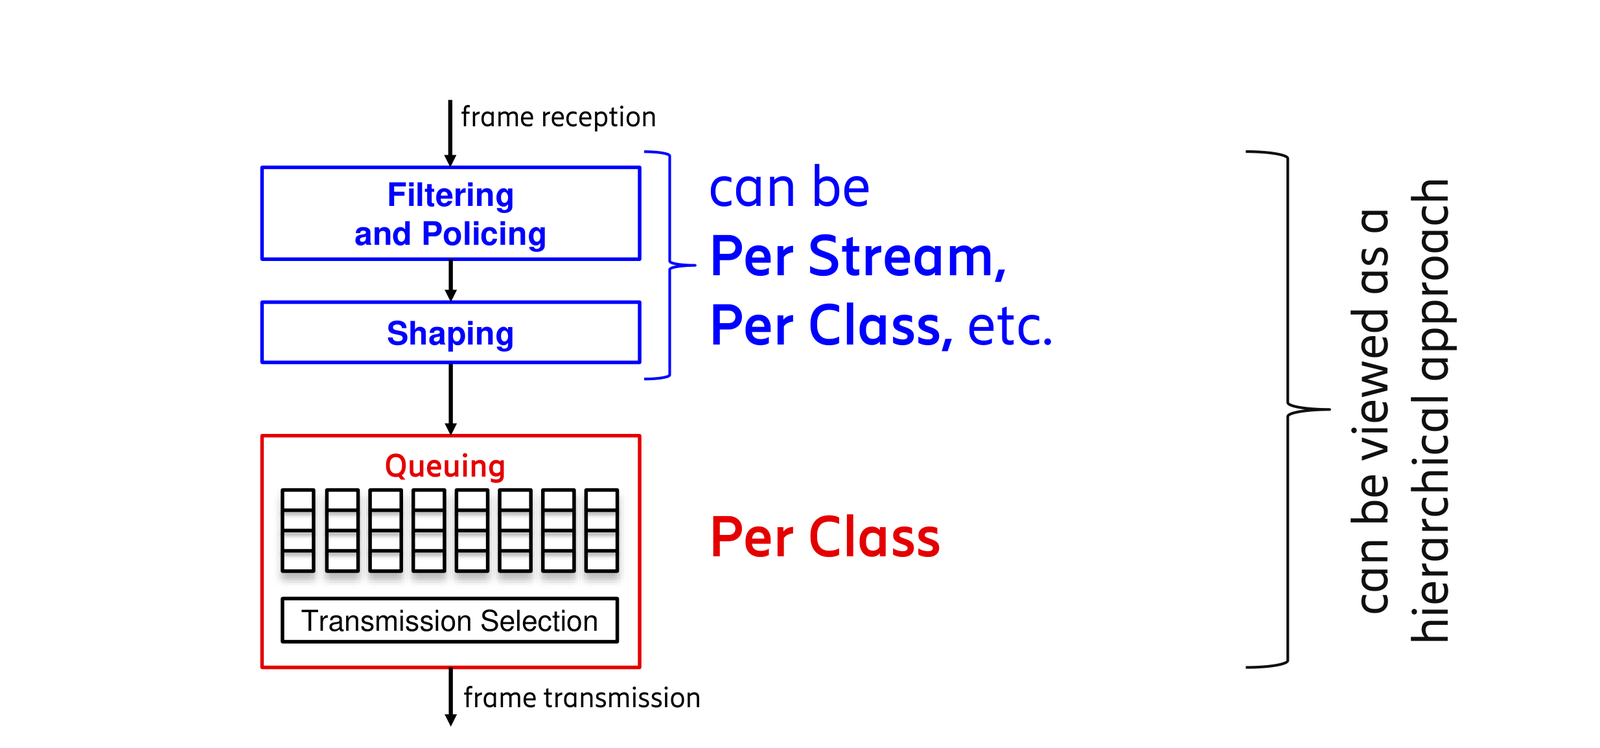 frame reception
Filtering
and Policing
Shaping
can be
Per Stream,
Per Class, etc.
Queuing
Transmission Selection
Per Class
frame transmission
can be viewed as a
hierarchical approach